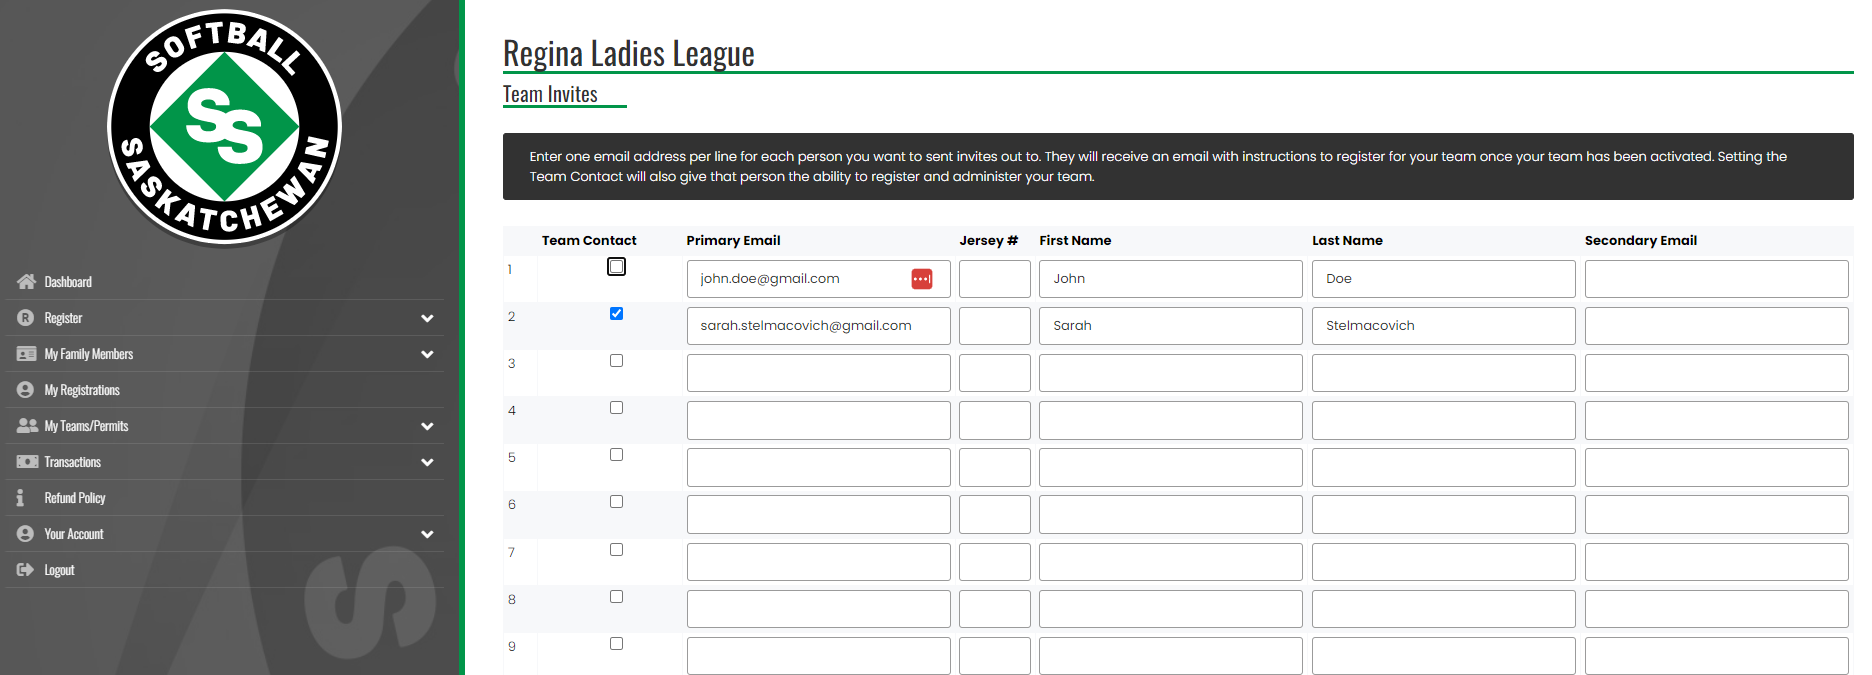 SOFTBALL
SS
SASKATCHEWAN
Dashboard
Register
My Family Members
My Registrations
My Teams/Permits
Transactions
Refund Policy
Your Account
Logout
Regina Ladies League
Team Invites
Enter one email address per line for each person you want to sent invites out to. They will receive an email with instructions to register for your team once your team has been activated. Setting the
Team Contact will also give that person the ability to register and administer your team.
Team Contact Primary Email Jersey # First Name Last Name Secondary Email
1 john.doe@gmail.com John Doe
2 sarah.stelmacovich@gmail.com Sarah Stelmacovich
3
4
5
6
7
8
9